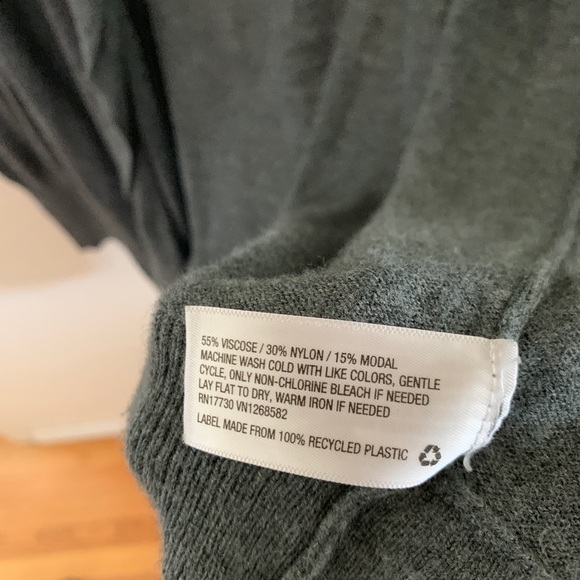 55% VISCOSE / 30% NYLON / 15% MODAL
MACHINE WASH COLD WITH LIKE COLORS, GENTLE
CYCLE, ONLY NON-CHLORINE BLEACH IF NEEDED
LAY FLAT TO DRY, WARM IRON IF NEEDED
RN17730 VN1268582
LABEL MADE FROM 100% RECYCLED PLASTIC